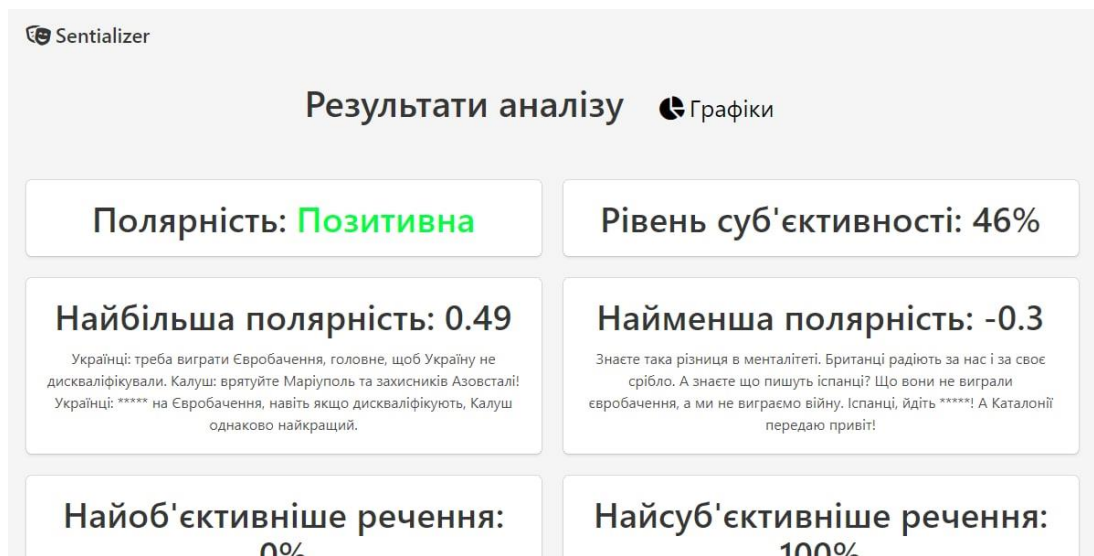 Sentializer
Результати аналізу Графіки
Полярність: Позитивна
Рівень суб'єктивності: 46%
Найбільша полярність: 0.49
Українці: треба виграти Євробачення, головне, щоб Україну не
дискваліфікували. Калуш: врятуйте Маріуполь та захисників Азовсталі!
Українці: ***** на Євробачення, навіть якщо дискваліфікують, Калуш
однаково найкращий.
Найменша полярність: -0.3
Знаєте така різниця в менталітеті. Британці радіють за нас і за своє
срібло. А знаєте що пишуть іспанці? Що вони не виграли
євробачення, а ми не виграємо війну. Іспанці, йдіть *****! А Каталонії
передаю привіт!
Найоб'єктивніше речення:
0%
Найсуб'єктивніше речення:
100%